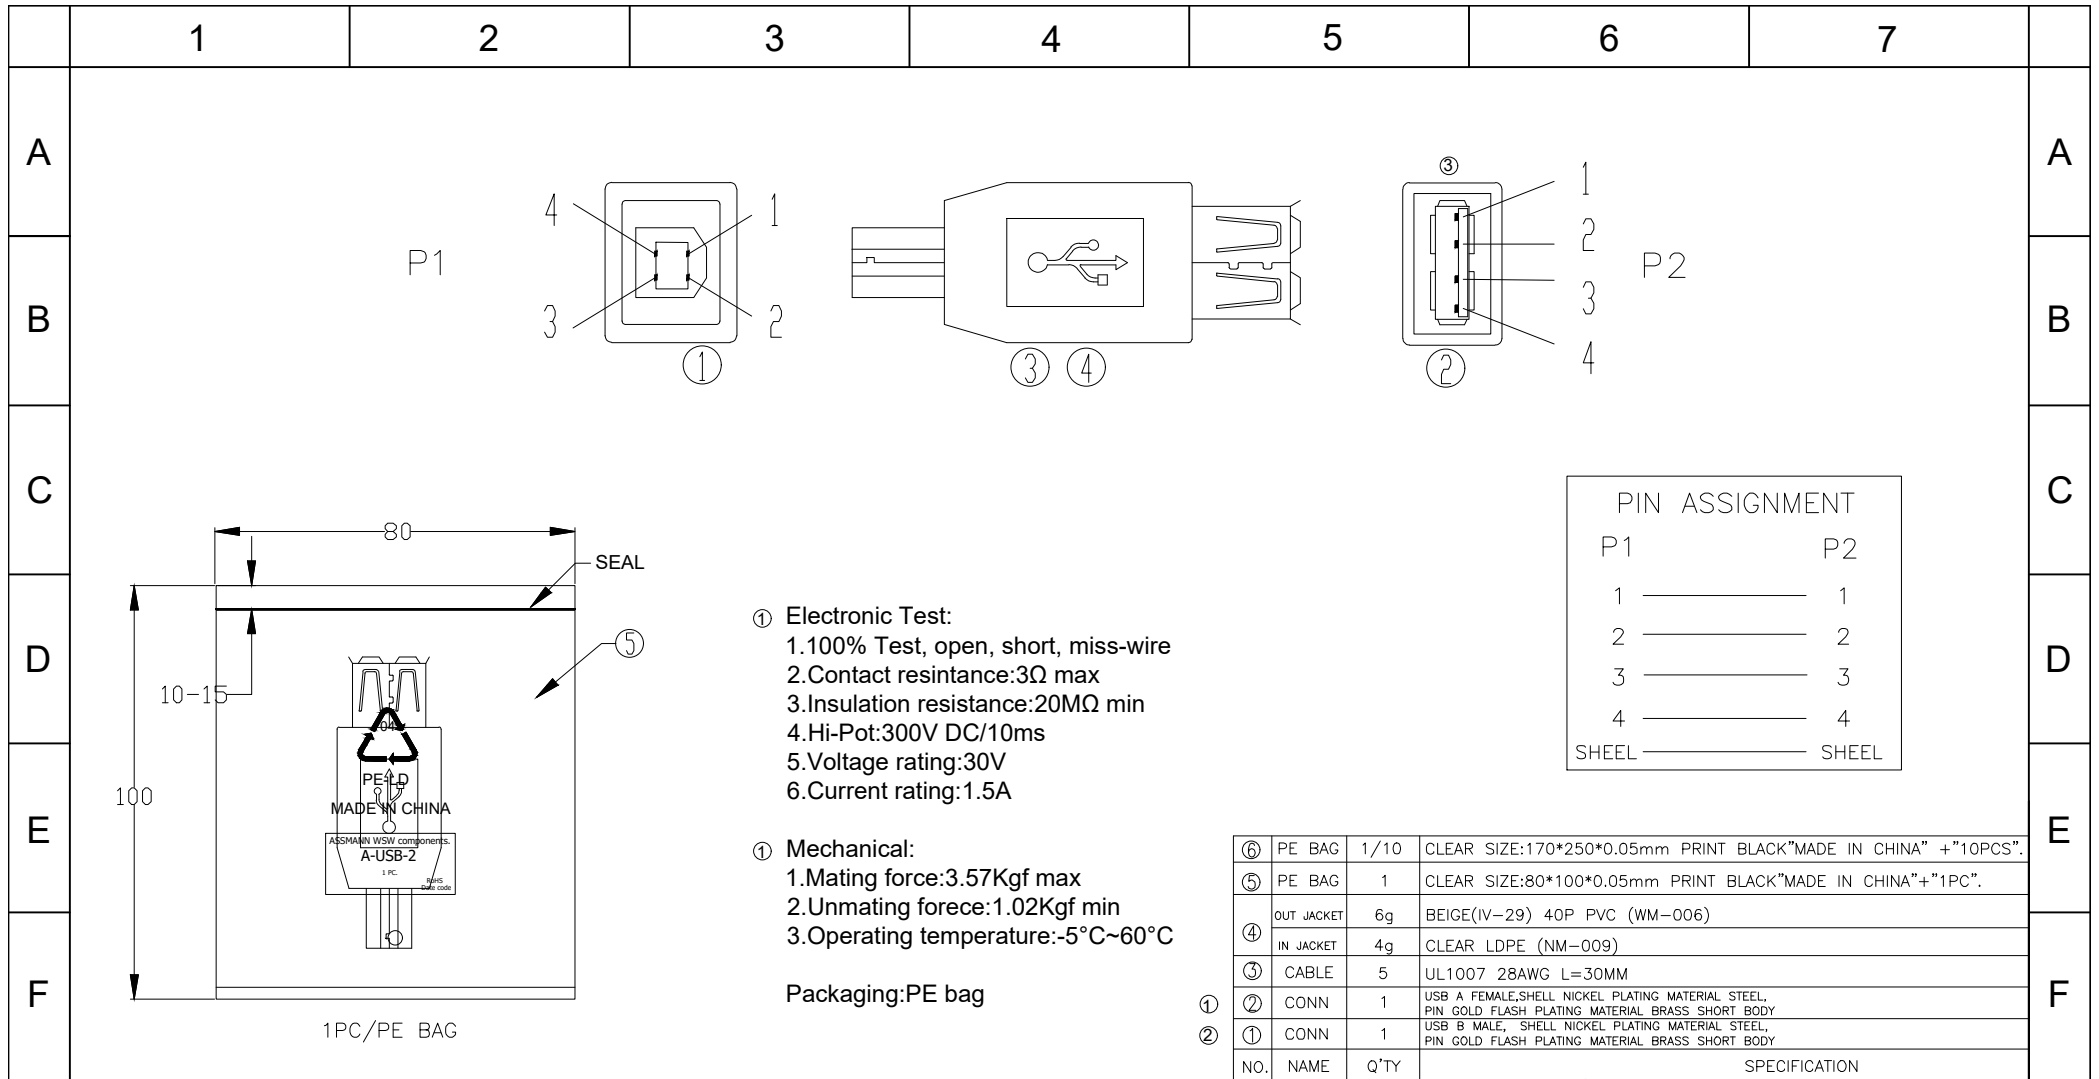 1 2 3 4 5 6 7
A A
B B
C C
D D
E E
F F
P1
4 1
3 2
①
③ ④
③
1
2
3
4
②
P2
PIN ASSIGNMENT
P1 P2
1 1
2 2
3 3
4 4
SHEEL SHEEL
80
SEAL
⑤
10-15
100
04
PE-LD
MADE IN CHINA
ASSMANN WSW components.
A-USB-2
1 PC.
RoHS
Date code
1PC/PE BAG
① Electronic Test:
1.100% Test, open, short, miss-wire
2.Contact resintance:3Ω max
3.Insulation resistance:20MΩ min
4.Hi-Pot:300V DC/10ms
5.Voltage rating:30V
6.Current rating:1.5A
① Mechanical:
1.Mating force:3.57Kgf max
2.Unmating forece:1.02Kgf min
3.Operating temperature:-5°C~60°C
Packaging:PE bag
⑥ PE BAG 1/10 CLEAR SIZE:170*250*0.05mm PRINT BLACK"MADE IN CHINA" +"10PCS".
⑤ PE BAG 1 CLEAR SIZE:80*100*0.05mm PRINT BLACK"MADE IN CHINA"+"1PC".
④ OUT JACKET 6g BEIGE(IV-29) 40P PVC (WM-006)
IN JACKET 4g CLEAR LDPE (NM-009)
③ CABLE 5 UL1007 28AWG L=30MM
① ② CONN 1 USB A FEMALE,SHELL NICKEL PLATING MATERIAL STEEL,
PIN GOLD FLASH PLATING MATERIAL BRASS SHORT BODY
② ① CONN 1 USB B MALE, SHELL NICKEL PLATING MATERIAL STEEL,
PIN GOLD FLASH PLATING MATERIAL BRASS SHORT BODY
NO. NAME Q'TY SPECIFICATION